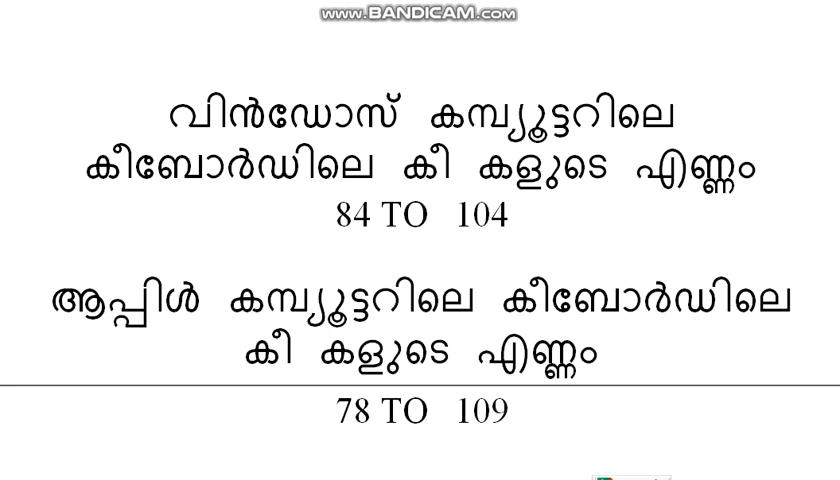 www.BANDICAM.com
വിൻഡോസ് കമ്പ്യൂട്ടറിലെ
കീബോർഡിലെ കീ കളുടെ എണ്ണം
84 TO 104
ആപ്പിൾ കമ്പ്യൂട്ടറിലെ കീബോർഡിലെ
കീ കളുടെ എണ്ണം
78 TO 109